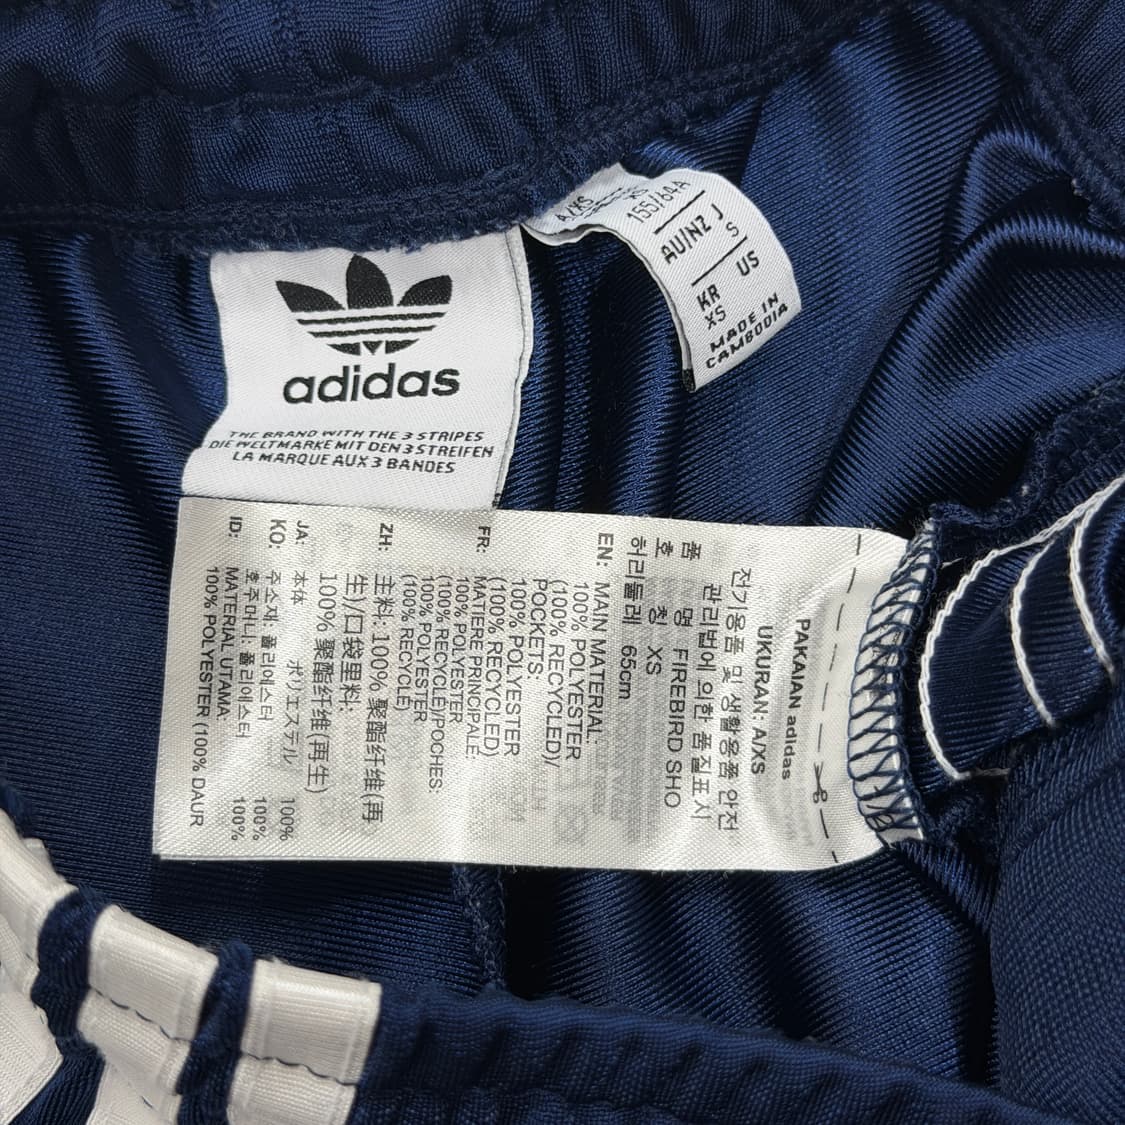 adidas
THE BRAND WITH THE 3 STRIPES
DIE WELTMARKE MIT DEN 3 STREIFEN
LA MARQUE AUX 3 BANDES
A/XS
XS
155/64A
AU/NZ J
S
US
KR
XS
MADE IN
CAMBODIA
PAKAIAN adidas
UKURAN: A/XS
전기용품 및 생활용품 안전
관리법에 의한 품질표시
품 명 FIREBIRD SHO
호 칭 XS
허리둘레 65cm
EN: MAIN MATERIAL:
100% POLYESTER
(100% RECYCLED)/
POCKETS:
100% POLYESTER
(100% RECYCLED)
FR: MATIERE PRINCIPALE:
100% POLYESTER
(100% RECYCLE)/POCHES:
100% POLYESTER
(100% RECYCLE)
ZH: 主料: 100% 聚酯纤维(再
生)/口袋里料:
100% 聚酯纤维(再生)
JA: 本体 ポリエステル 100%
KO: 주소재: 폴리에스터 100%
호주머니: 폴리에스터 100%
ID: MATERIAL UTAMA:
100% POLYESTER (100% DAUR